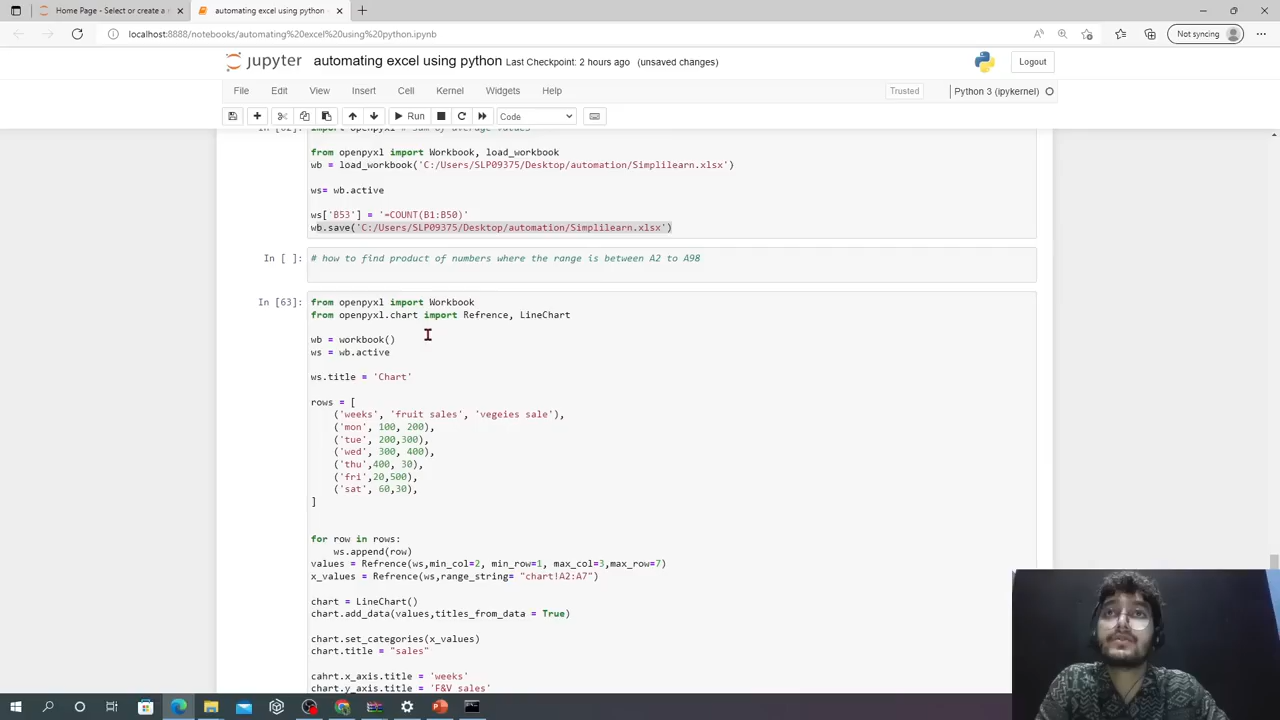 Home Page - Select or create a
automating excel using python -
localhost:8888/notebooks/automating%20excel%20using%20python.ipynb
Not syncing
jupyter automating excel using python Last Checkpoint: 2 hours ago (unsaved changes)
Logout
File Edit View Insert Cell Kernel Widgets Help
Trusted
Python 3 (ipykernel)
Run
Code
In [62]: import openpyxl # sum of average values
from openpyxl import Workbook, load_workbook
wb = load_workbook('C:/Users/SLP09375/Desktop/automation/Simplilearn.xlsx')
ws= wb.active
ws['B53'] = '=COUNT(B1:B50)'
wb.save('C:/Users/SLP09375/Desktop/automation/Simplilearn.xlsx')
In [ ]: # how to find product of numbers where the range is between A2 to A98
In [63]: from openpyxl import Workbook
from openpyxl.chart import Refrence, LineChart
wb = workbook()
ws = wb.active
ws.title = 'Chart'
rows = [
('weeks', 'fruit sales', 'vegeies sale'),
('mon', 100, 200),
('tue', 200,300),
('wed', 300, 400),
('thu',400, 30),
('fri',20,500),
('sat', 60,30),
]
for row in rows:
ws.append(row)
values = Refrence(ws,min_col=2, min_row=1, max_col=3,max_row=7)
x_values = Refrence(ws,range_string= "chart!A2:A7")
chart = LineChart()
chart.add_data(values,titles_from_data = True)
chart.set_categories(x_values)
chart.title = "sales"
cahrt.x_axis.title = 'weeks'
chart.y_axis.title = 'F&V sales'